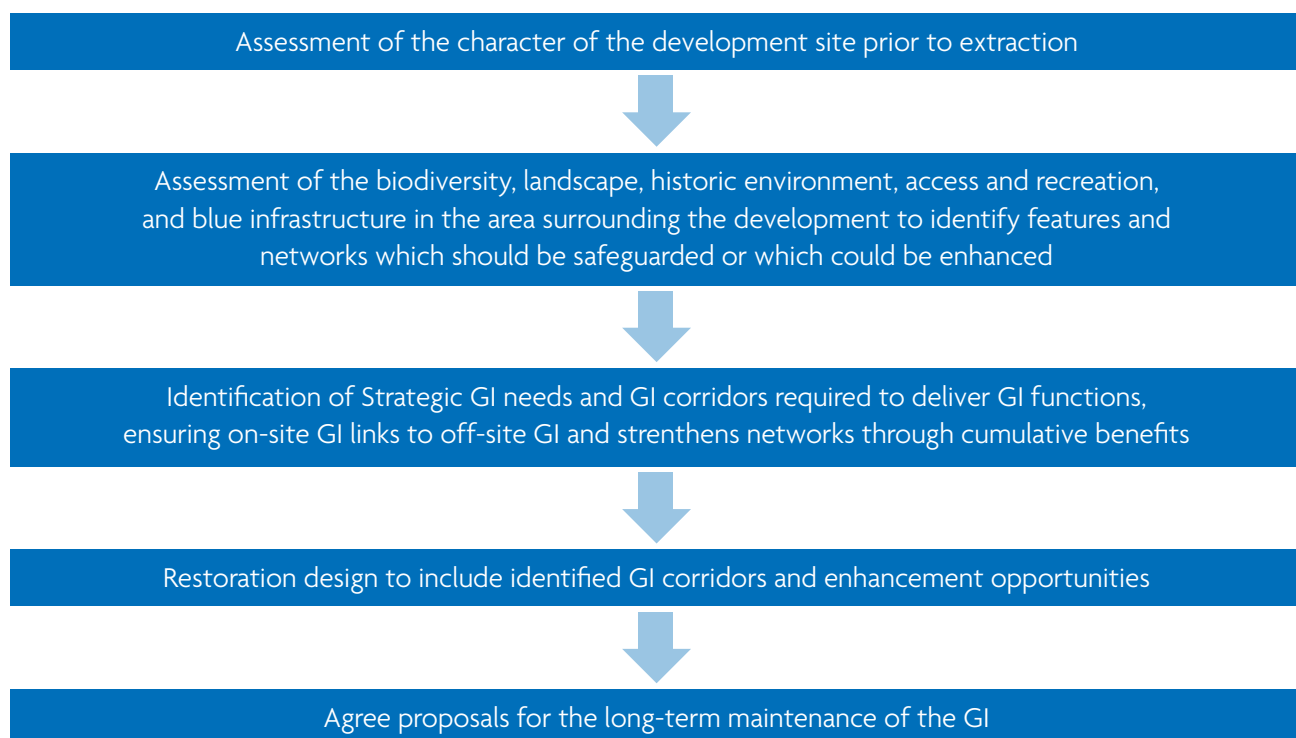 Assessment of the character of the development site prior to extraction
Assessment of the biodiversity, landscape, historic environment, access and recreation,
and blue infrastructure in the area surrounding the development to identify features and
networks which should be safeguarded or which could be enhanced
Identification of Strategic GI needs and GI corridors required to deliver GI functions,
ensuring on-site GI links to off-site GI and strenthens networks through cumulative benefits
Restoration design to include identified GI corridors and enhancement opportunities
Agree proposals for the long-term maintenance of the GI